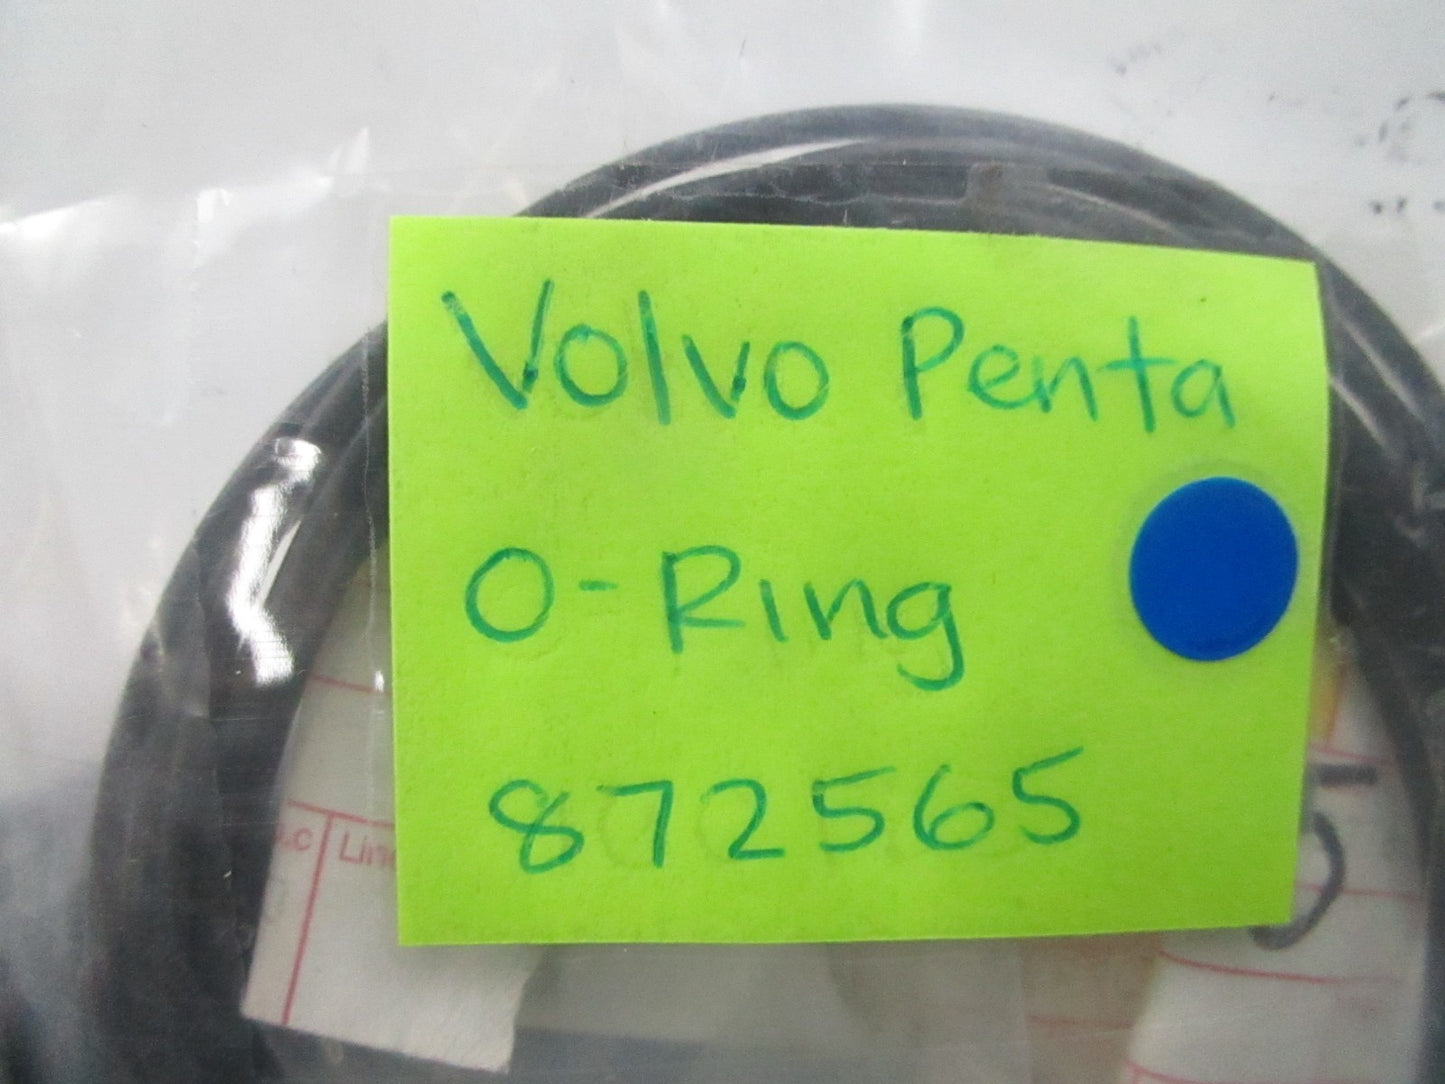 Volvo Penta
O-Ring
872565